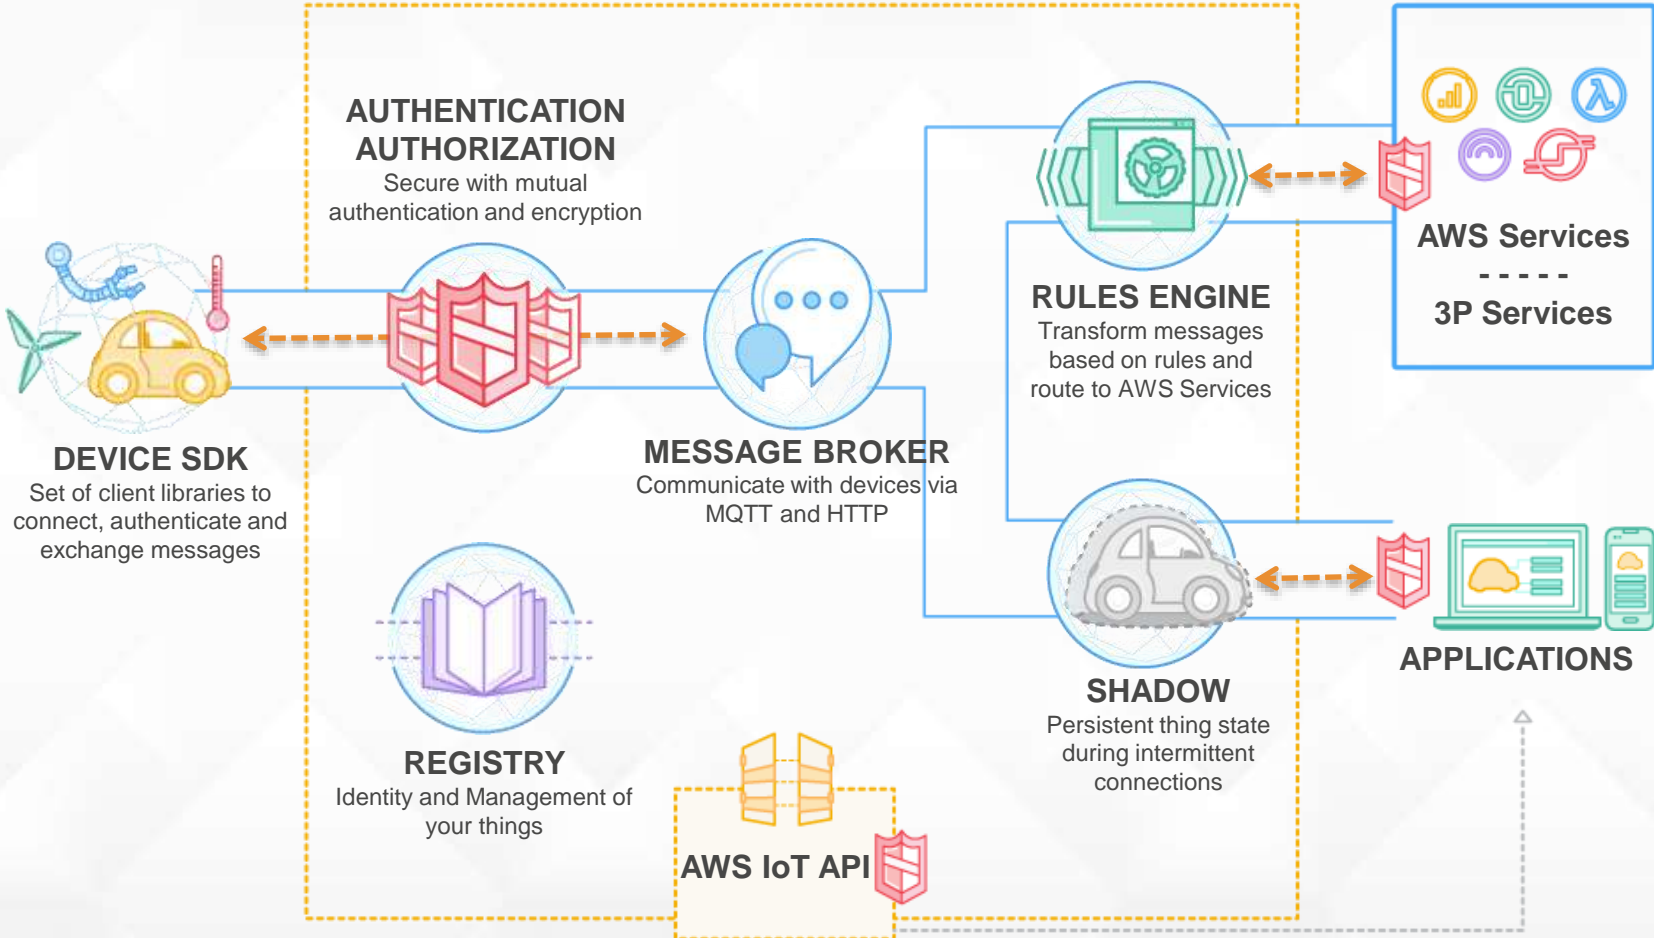 AUTHENTICATION
AUTHORIZATION
Secure with mutual
authentication and encryption
DEVICE SDK
Set of client libraries to
connect, authenticate and
exchange messages
MESSAGE BROKER
Communicate with devices via
MQTT and HTTP
RULES ENGINE
Transform messages
based on rules and
route to AWS Services
AWS Services
- - - - -
3P Services
REGISTRY
Identity and Management of
your things
SHADOW
Persistent thing state
during intermittent
connections
APPLICATIONS
AWS IoT API